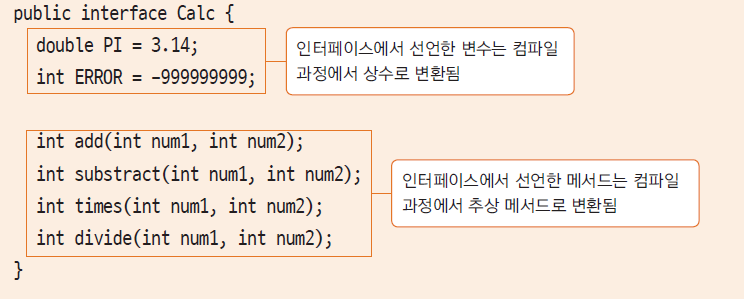 public interface Calc {
double PI = 3.14;
int ERROR = -999999999;
인터페이스에서 선언한 변수는 컴파일
과정에서 상수로 변환됨
int add(int num1, int num2);
int substract(int num1, int num2);
int times(int num1, int num2);
int divide(int num1, int num2);
인터페이스에서 선언한 메서드는 컴파일
과정에서 추상 메서드로 변환됨
}